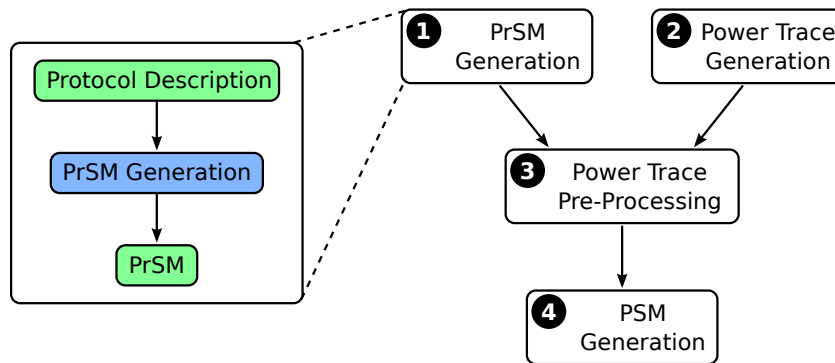 Protocol Description
PrSM Generation
PrSM
1
PrSM
Generation
2
Power Trace
Generation
3
Power Trace
Pre-Processing
4
PSM
Generation